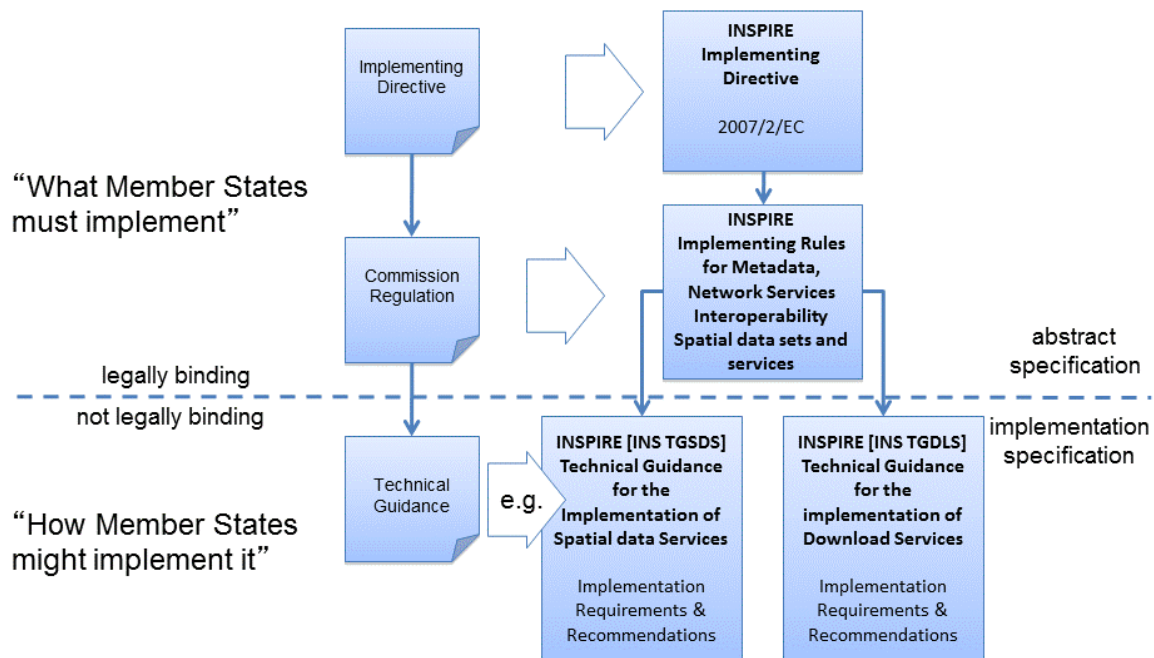 Implementing
Directive
INSPIRE
Implementing
Directive
2007/2/EC
“What Member States
must implement”
Commission
Regulation
INSPIRE
Implementing Rules
for Metadata,
Network Services
Interoperability
Spatial data sets and
services
abstract
specification
legally binding
not legally binding
implementation
specification
Technical
Guidance
e.g.
INSPIRE [INS TGSDS]
Technical Guidance
for the
Implementation of
Spatial data Services
Implementation
Requirements &
Recommendations
INSPIRE [INS TGDLS]
Technical Guidance
for the
implementation of
Download Services
Implementation
Requirements &
Recommendations
“How Member States
might implement it”